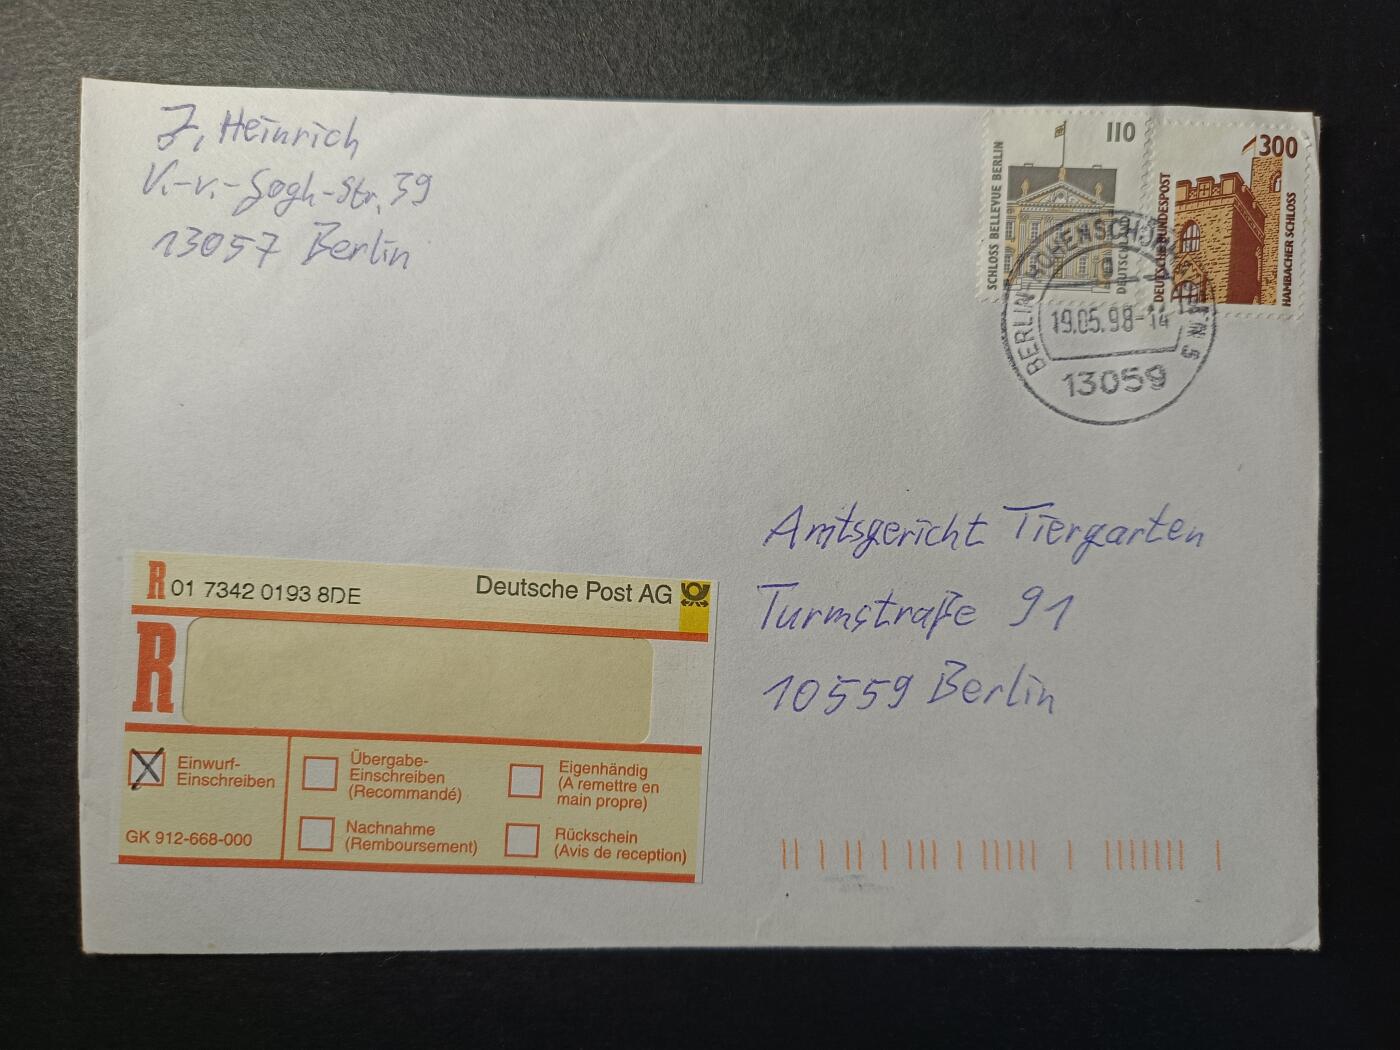 J, Heinrich
V.-v.-Gogh-Str. 39
13057 Berlin
110
SCHLOSS BELLEVUE BERLIN
300
DEUTSCHE BUNDESPOST
HAMBACHER SCHLOSS
19.05.98-14
13059
Amtsgericht Tiergarten
Turmstraße 91
10559 Berlin
R 01 7342 0193 8DE Deutsche Post AG
R
Einwurf-
Einschreiben
Übergabe-
Einschreiben
(Recommandé)
Eigenhändig
(A remettre en
main propre)
GK 912-668-000
Nachnahme
(Remboursement)
Rückschein
(Avis de reception)